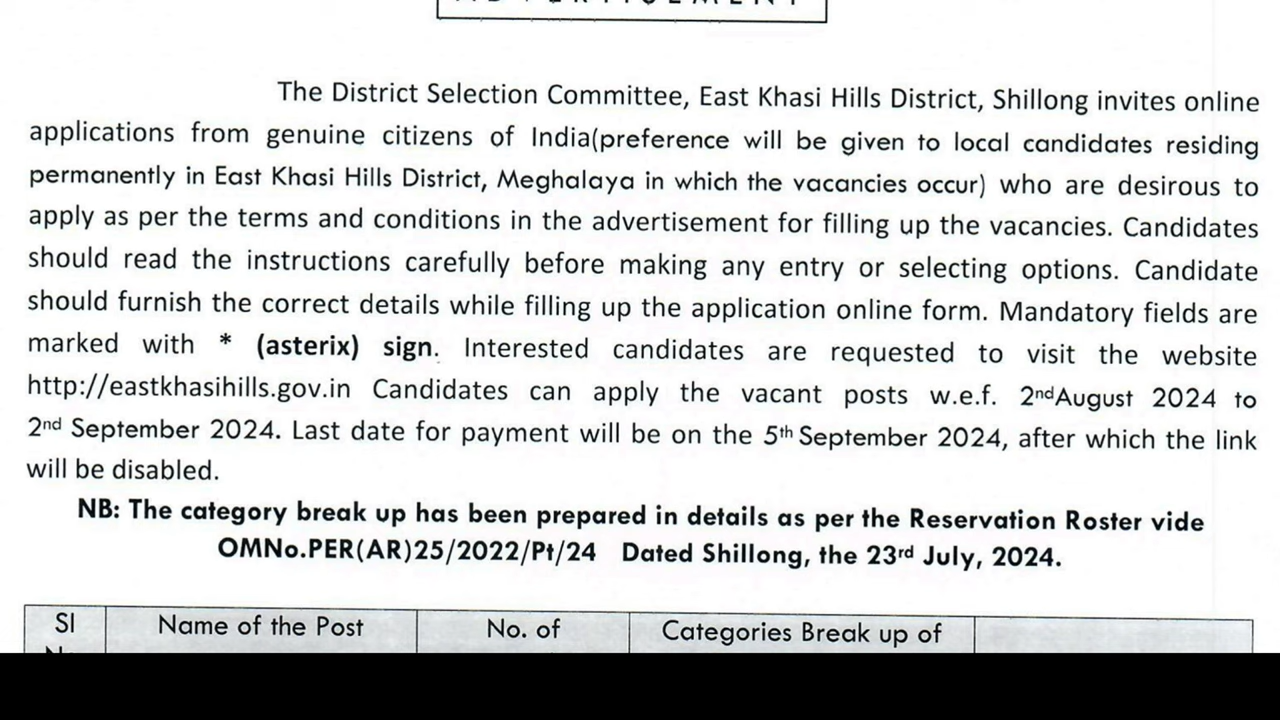 The District Selection Committee, East Khasi Hills District, Shillong invites online
applications from genuine citizens of India(preference will be given to local candidates residing
permanently in East Khasi Hills District, Meghalaya in which the vacancies occur) who are desirous to
apply as per the terms and conditions in the advertisement for filling up the vacancies. Candidates
should read the instructions carefully before making any entry or selecting options. Candidate
should furnish the correct details while filling up the application online form. Mandatory fields are
marked with * (asterix) sign. Interested candidates are requested to visit the website
http://eastkhasihills.gov.in Candidates can apply the vacant posts w.e.f. 2ndAugust 2024 to
2nd September 2024. Last date for payment will be on the 5th September 2024, after which the link
will be disabled.
NB: The category break up has been prepared in details as per the Reservation Roster vide
OMNo.PER(AR)25/2022/Pt/24 Dated Shillong, the 23rd July, 2024.
Sl Name of the Post No. of Categories Break up of